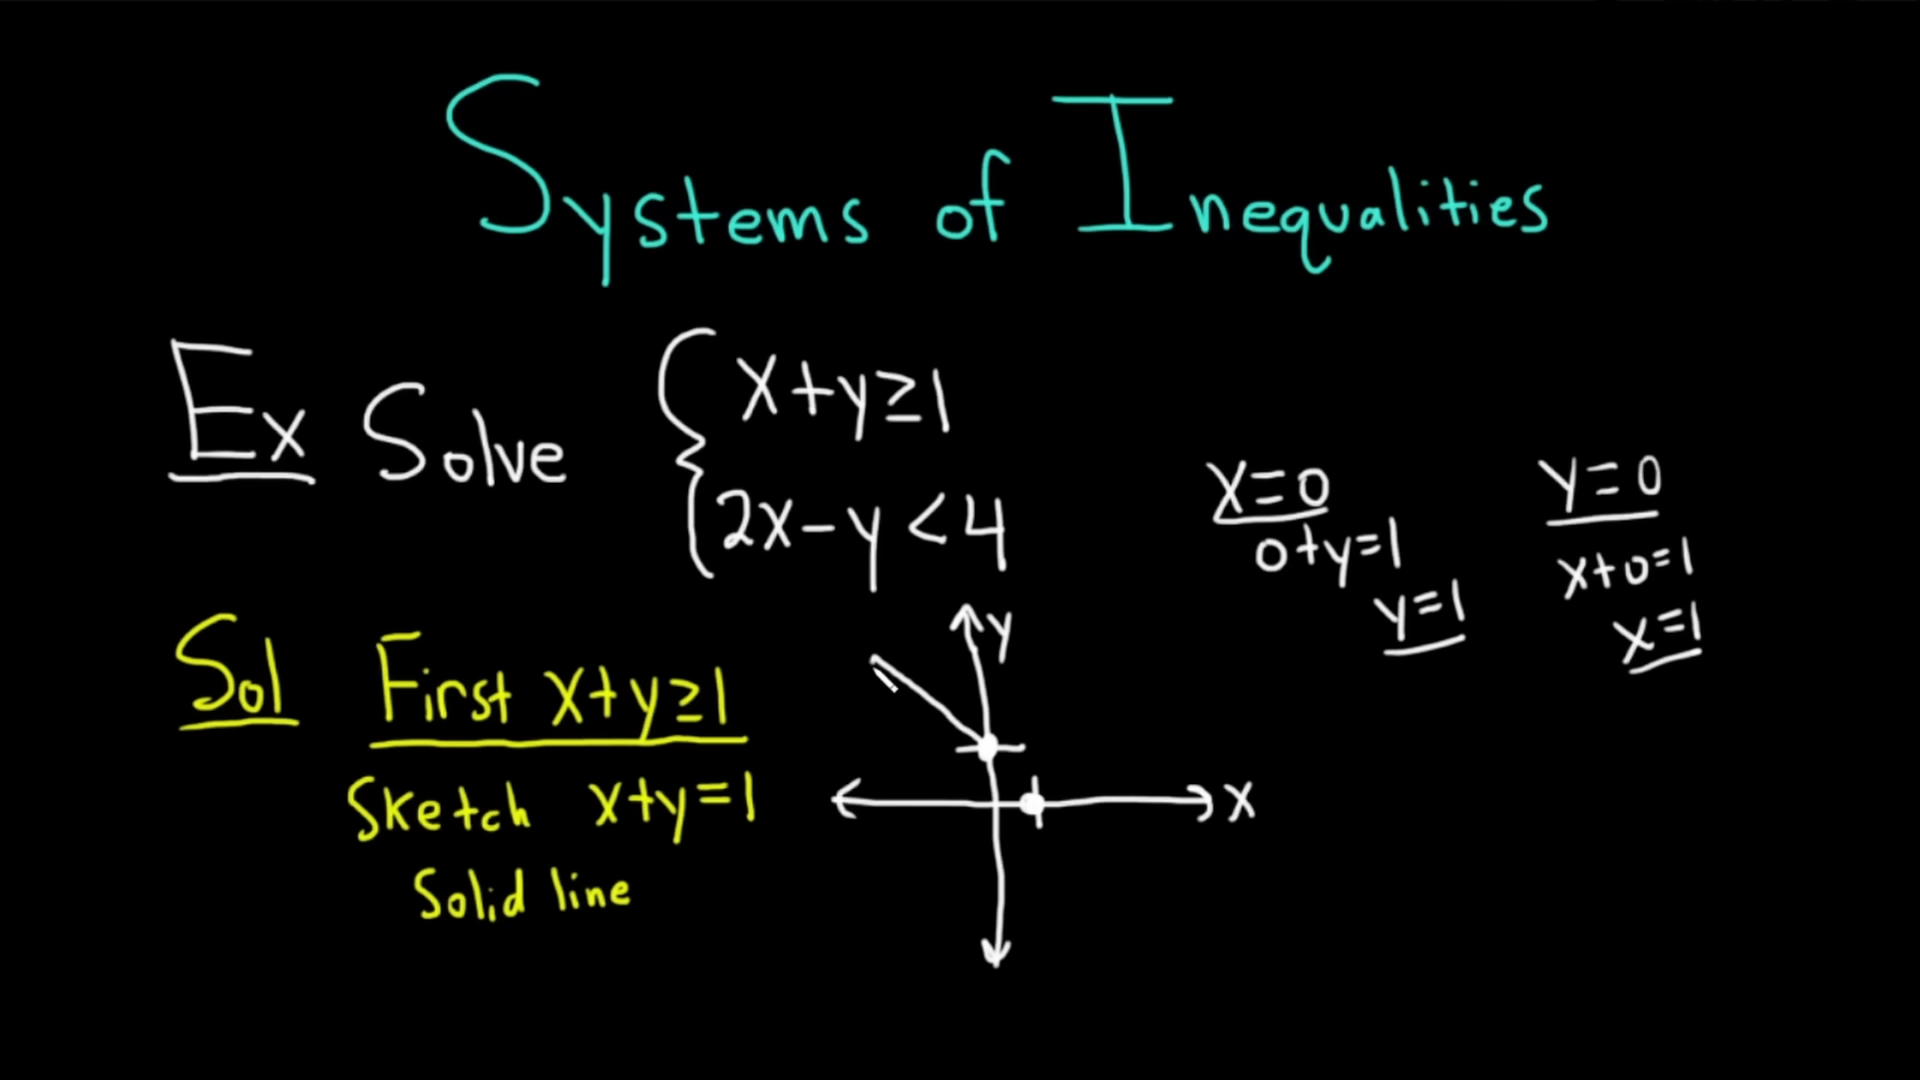 Systems of Inequalities
Ex Solve
x+y≥1
2x-y<4
x=0
0+y=1
y=1
y=0
x+0=1
x=1
Sol First x+y≥1
Sketch x+y=1
Solid line
y
x